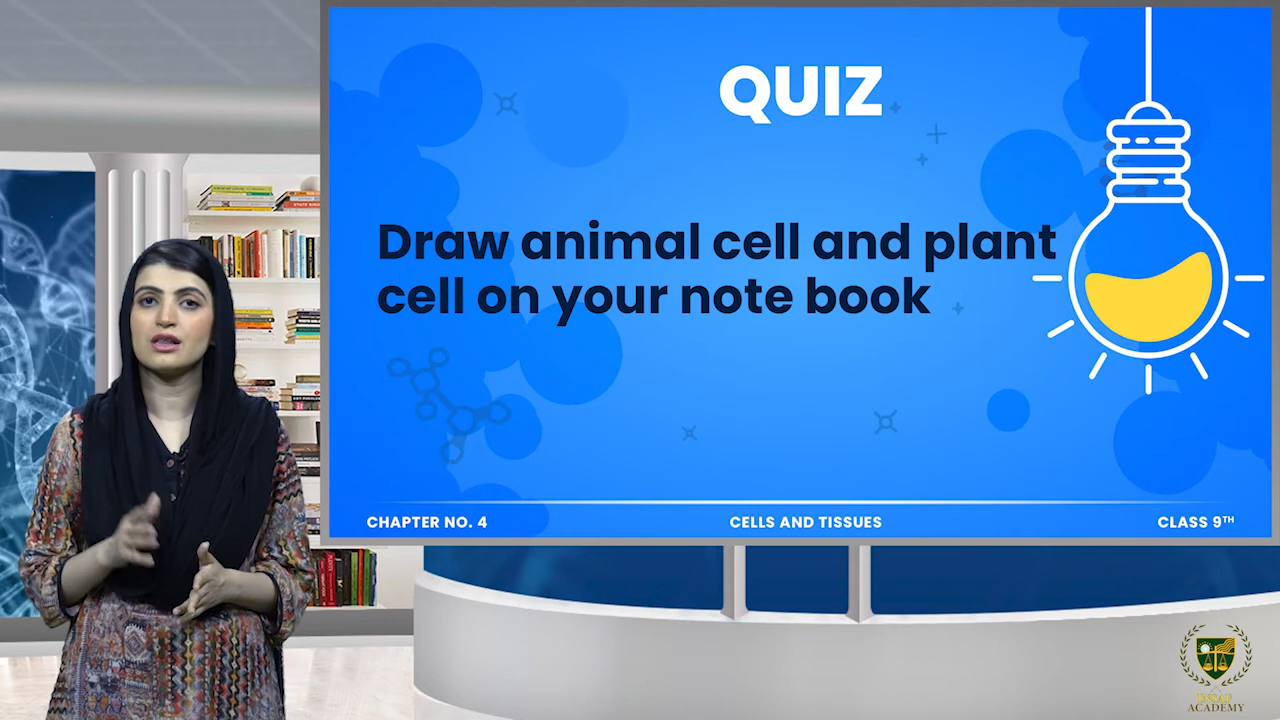 QUIZ
Draw animal cell and plant
cell on your note book
CHAPTER NO. 4
CELLS AND TISSUES
CLASS 9TH
INSAF
ACADEMY